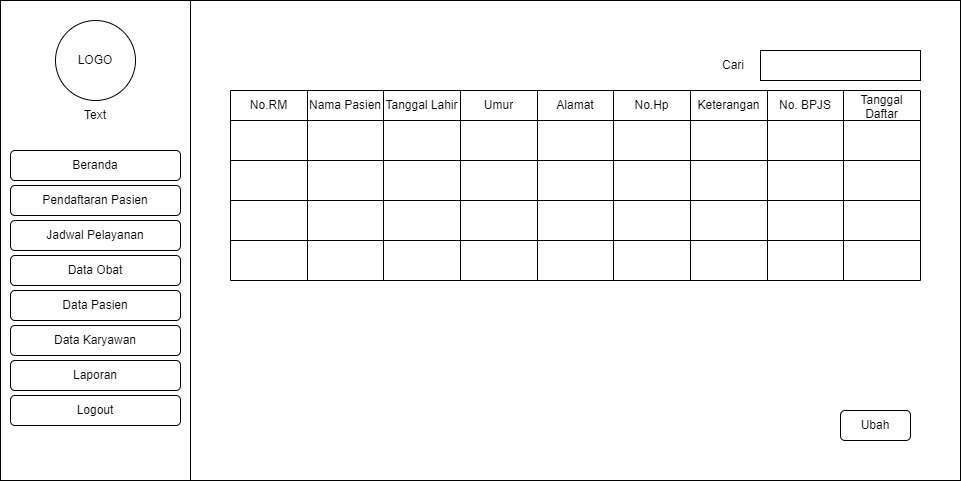 LOGO
Text
Beranda
Pendaftaran Pasien
Jadwal Pelayanan
Data Obat
Data Pasien
Data Karyawan
Laporan
Logout
Cari
No.RM Nama Pasien Tanggal Lahir Umur Alamat No.Hp Keterangan No. BPJS Tanggal
Daftar
Ubah